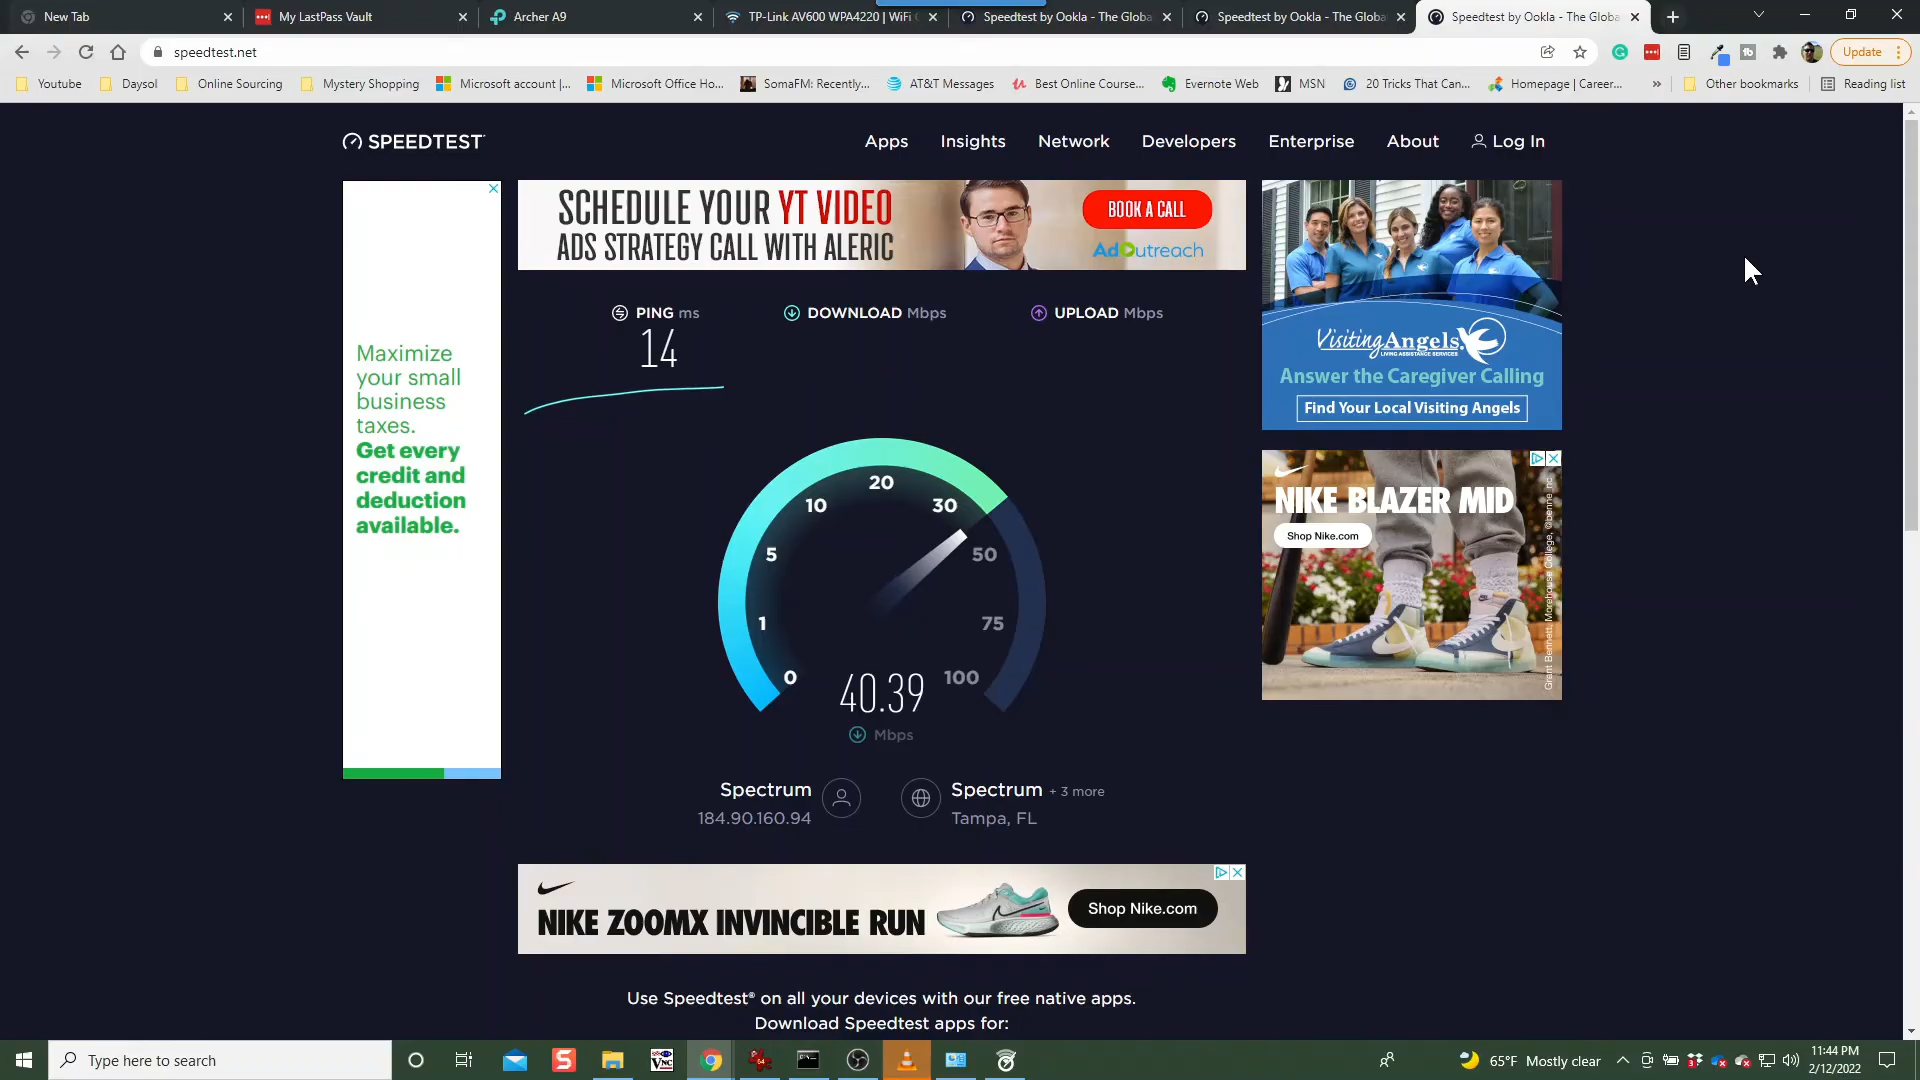 New Tab
My LastPass Vault
Archer A9
TP-Link AV600 WPA4220 | WiFi
Speedtest by Ookla - The Globa
Speedtest by Ookla - The Globa
Speedtest by Ookla - The Globa
speedtest.net
Update
Youtube
Daysol
Online Sourcing
Mystery Shopping
Microsoft account |...
Microsoft Office Ho...
SomaFM: Recently...
AT&T Messages
Best Online Course...
Evernote Web
MSN
20 Tricks That Can...
Homepage | Career...
»
Other bookmarks
Reading list
SPEEDTEST
Apps
Insights
Network
Developers
Enterprise
About
Log In
Maximize
your small
business
taxes.
Get every
credit and
deduction
available.
SCHEDULE YOUR YT VIDEO
ADS STRATEGY CALL WITH ALERIC
BOOK A CALL
AdOutreach
Visiting Angels.
LIVING ASSISTANCE SERVICES
Answer the Caregiver Calling
Find Your Local Visiting Angels
PING ms
14
DOWNLOAD Mbps
UPLOAD Mbps
0
1
5
10
20
30
50
75
100
40.39
Mbps
NIKE BLAZER MID
Shop Nike.com
Grant Bennett, Morehouse College, @benne_nc
Spectrum
184.90.160.94
Spectrum + 3 more
Tampa, FL
NIKE ZOOMX INVINCIBLE RUN
Shop Nike.com
Use Speedtest® on all your devices with our free native apps.
Download Speedtest apps for:
Type here to search
65°F Mostly clear
11:44 PM
2/12/2022